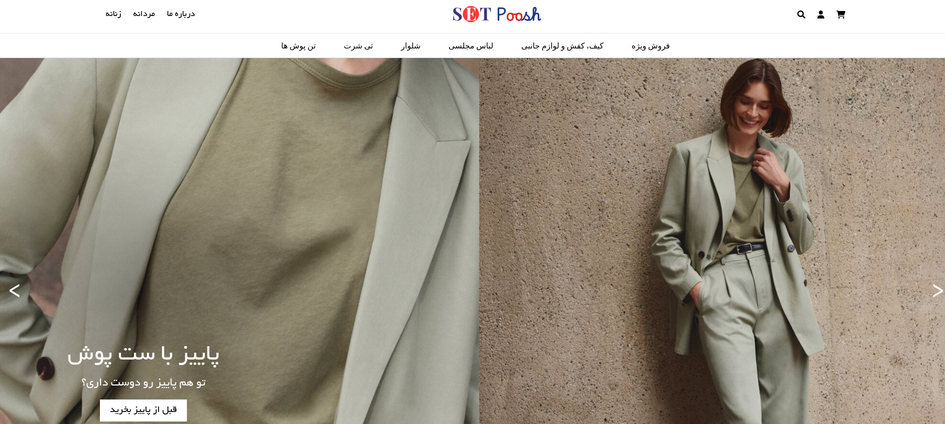 درباره ما   مردانه   زنانه
SET Poosh
فروش ویژه   کیف، کفش و لوازم جانبی   لباس مجلسی   شلوار   تی شرت   تن پوش ها
پاییز با ست پوش
تو هم پاییز رو دوست داری؟
قبل از پاییز بخرید